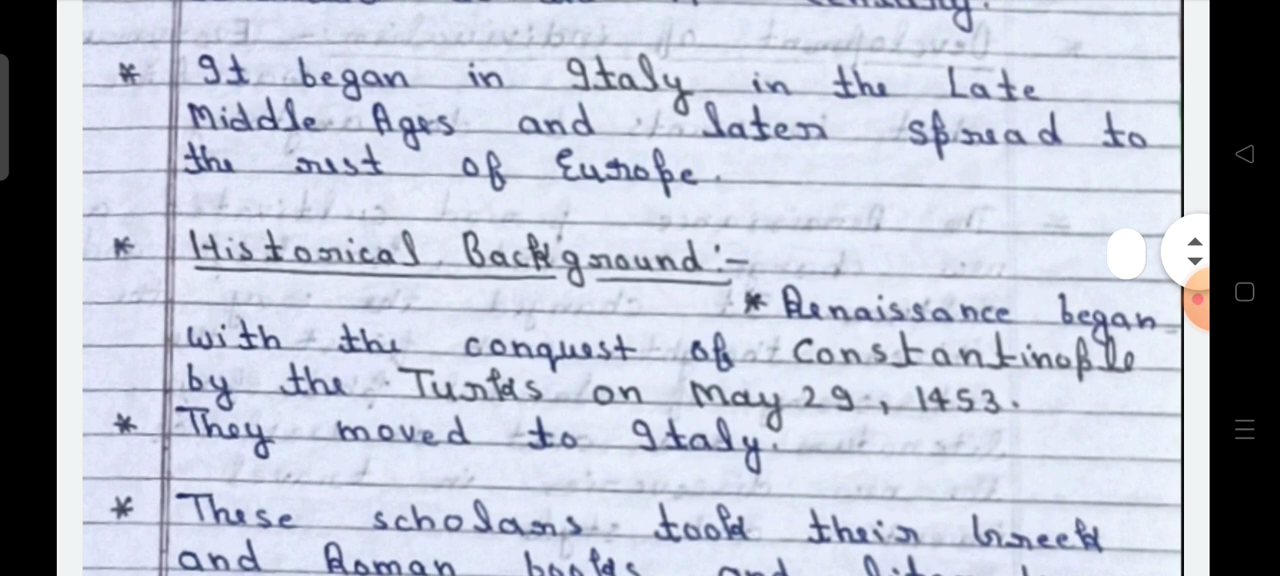 * It began in Italy in the Late
Middle Ages and later spread to
the rest of Europe.
* Historical Background:-
* Renaissance began
with the conquest of Constantinople
by the Turks on May 29, 1453.
* They moved to Italy.
* These scholars took their Greek
and Roman books and